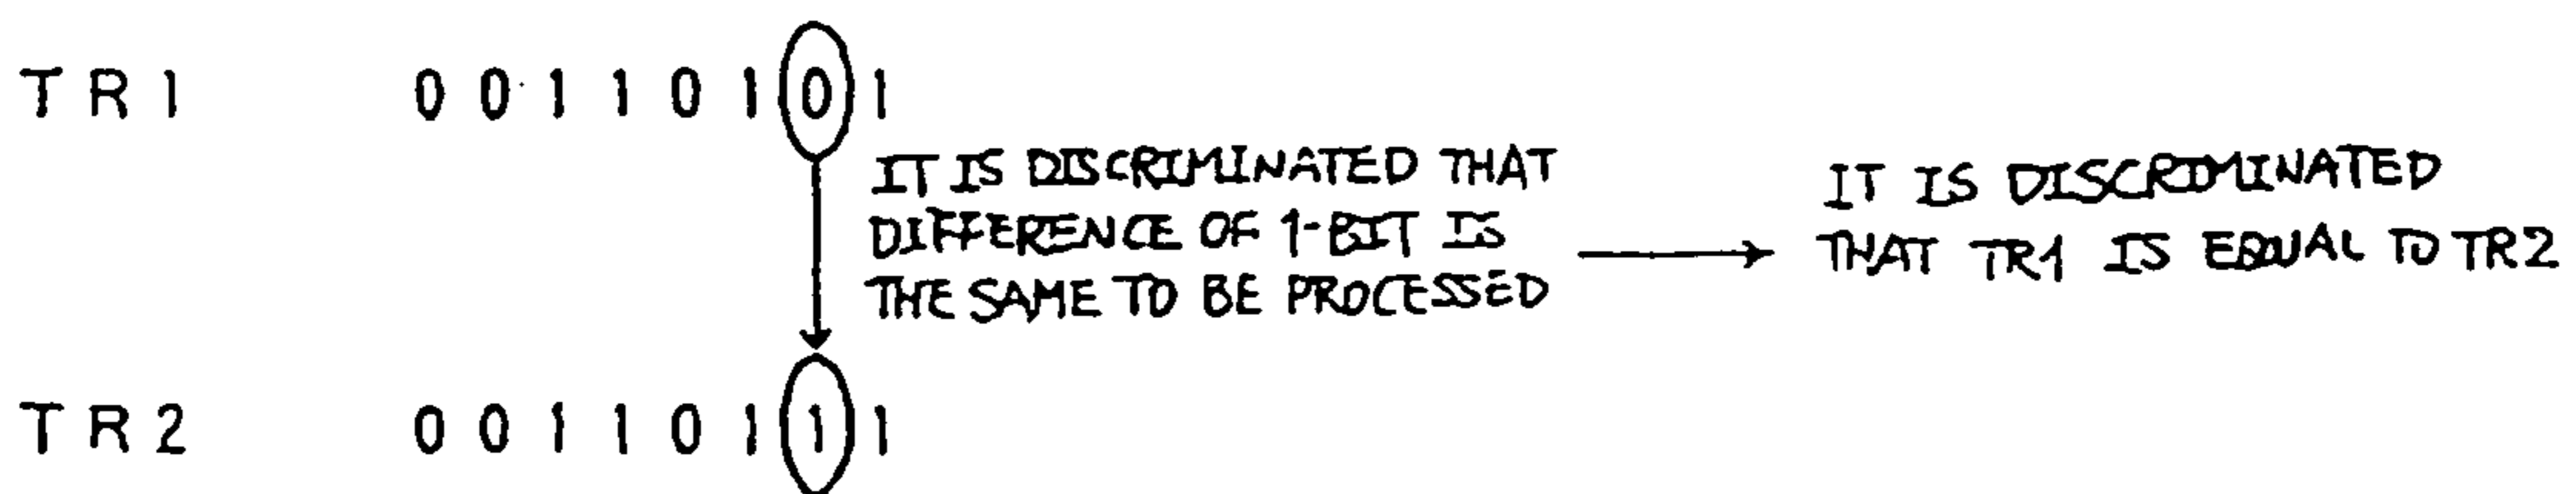 TR1 0 0 1 1 0 1 0 1
IT IS DISCRIMINATED THAT
DIFFERENCE OF 1-BIT IS
THE SAME TO BE PROCESSED
IT IS DISCRIMINATED
THAT TR1 IS EQUAL TO TR2
TR2 0 0 1 1 0 1 1 1